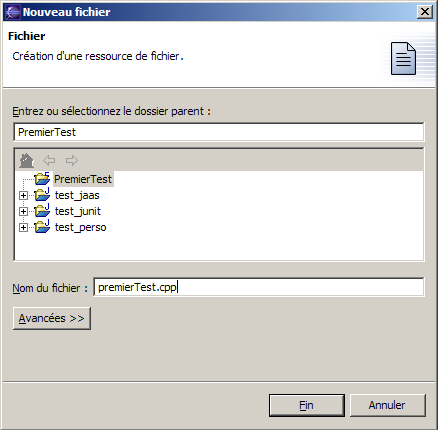 Nouveau fichier
Fichier
Création d'une ressource de fichier.
Entrez ou sélectionnez le dossier parent :
PremierTest
PremierTest
test_jaas
test_junit
test_perso
Nom du fichier : premierTest.cpp
Avancées >>
Fin Annuler